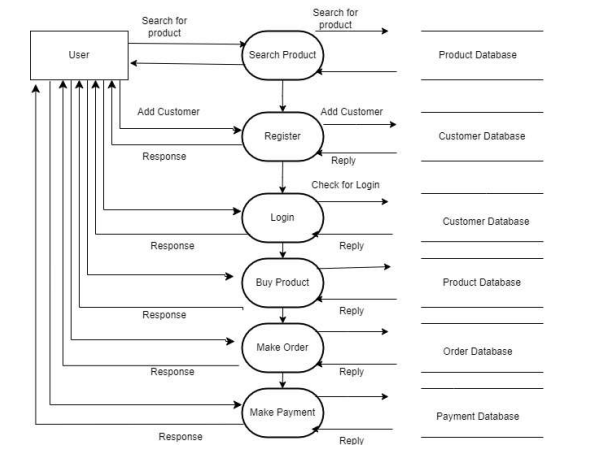 Search for
product
Search for
product
User
Search Product
Product Database
Add Customer
Add Customer
Register
Customer Database
Response
Reply
Check for Login
Login
Customer Database
Response
Reply
Buy Product
Product Database
Response
Reply
Make Order
Order Database
Response
Reply
Make Payment
Payment Database
Response
Reply